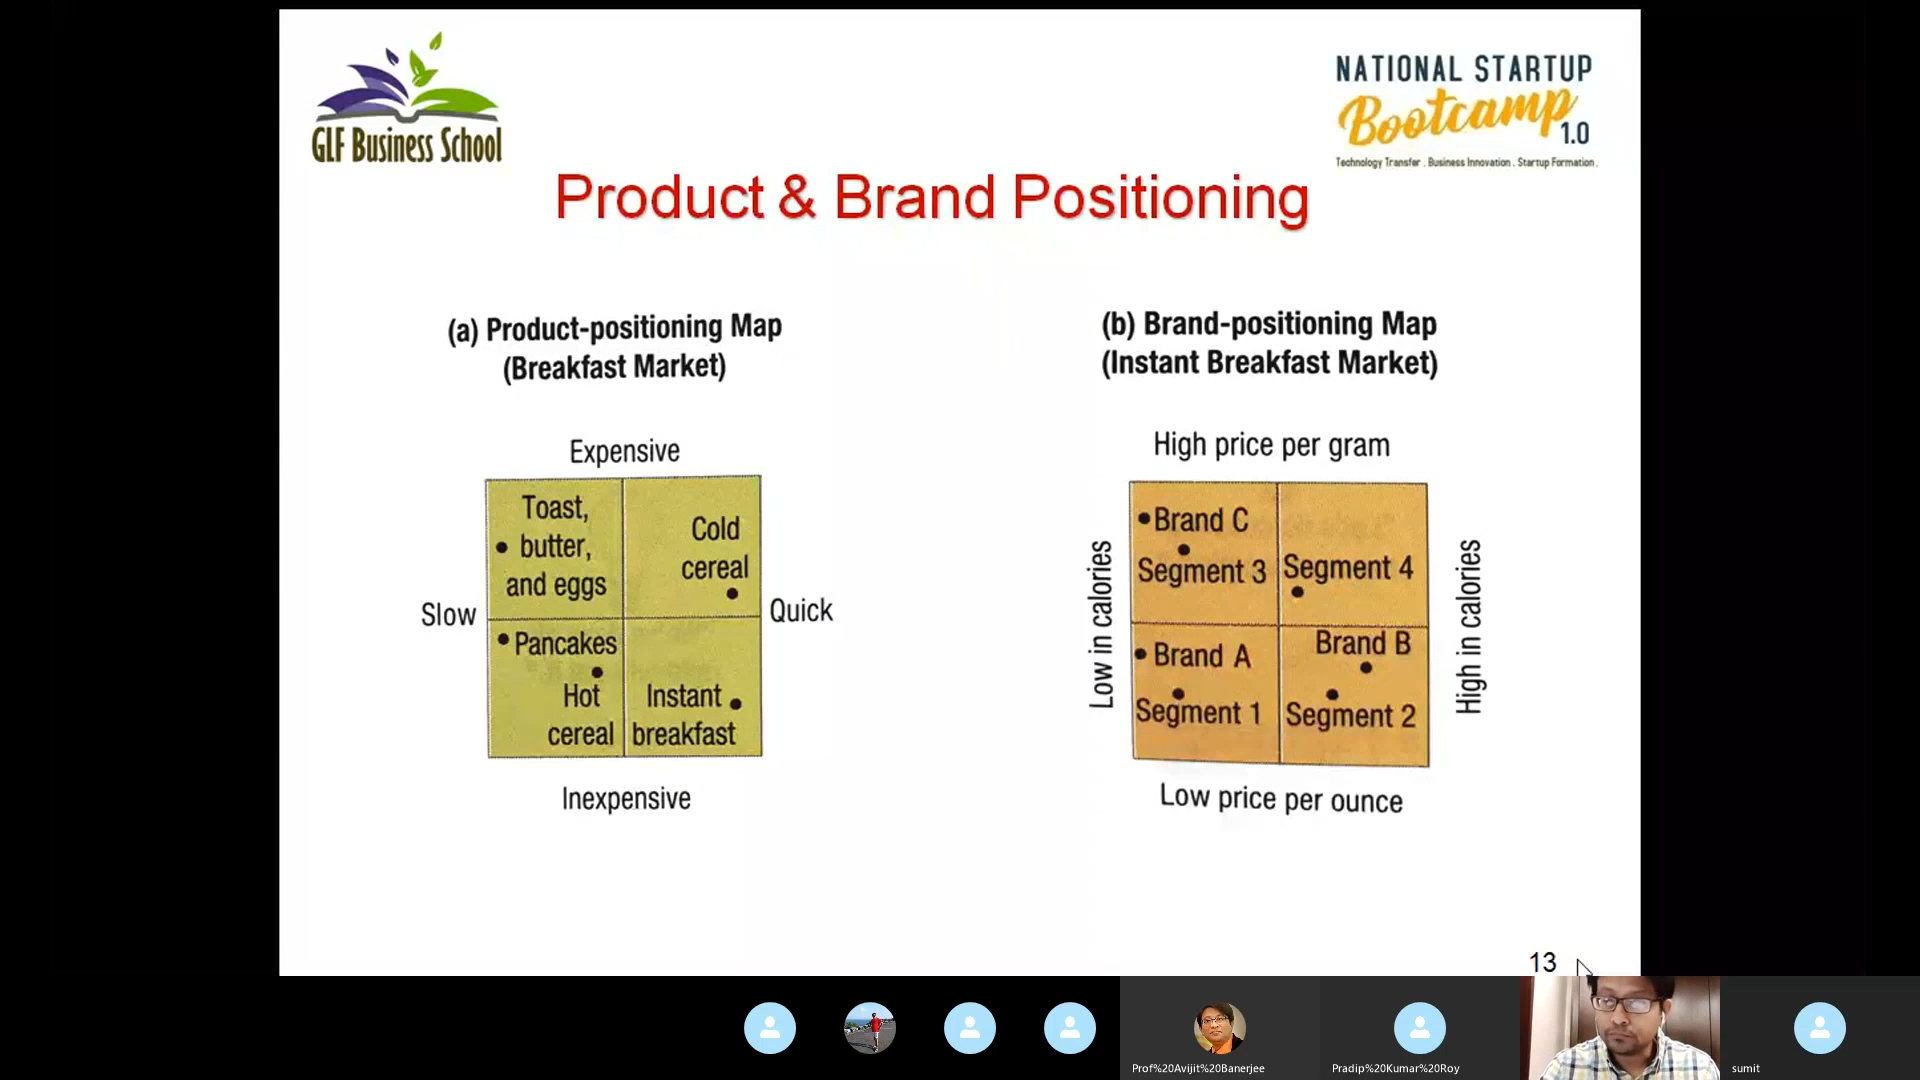 GLF Business School
NATIONAL STARTUP
Bootcamp
1.0
Technology Transfer . Business Innovation . Startup Formation .
Product & Brand Positioning
(a) Product-positioning Map
(Breakfast Market)
Expensive
Toast,
butter,
and eggs
Cold
cereal
Slow
Quick
Pancakes
Hot
cereal
Instant
breakfast
Inexpensive
(b) Brand-positioning Map
(Instant Breakfast Market)
High price per gram
Brand C
Segment 3
Segment 4
Low in calories
High in calories
Brand A
Segment 1
Brand B
Segment 2
Low price per ounce
13
Prof%20Avijit%20Banerjee
Pradip%20Kumar%20Roy
sumit